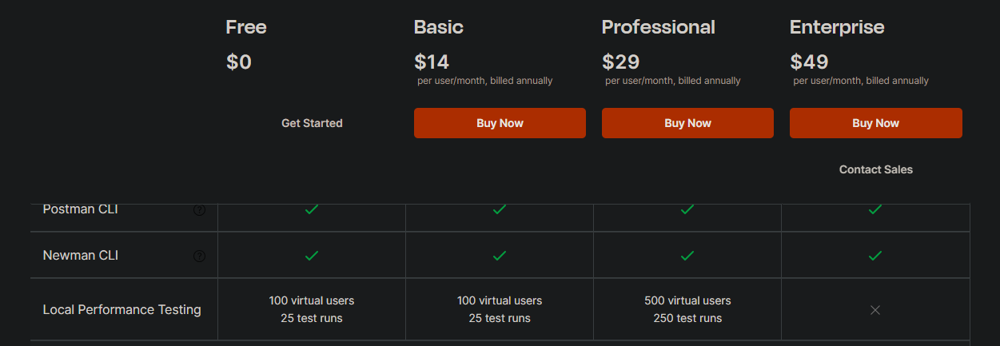 Free Basic Professional Enterprise
$0 $14 $29 $49
per user/month, billed annually per user/month, billed annually per user/month, billed annually
Get Started Buy Now Buy Now Buy Now
Contact Sales
Postman CLI ?
Newman CLI ?
Local Performance Testing
100 virtual users 100 virtual users 500 virtual users
25 test runs 25 test runs 250 test runs